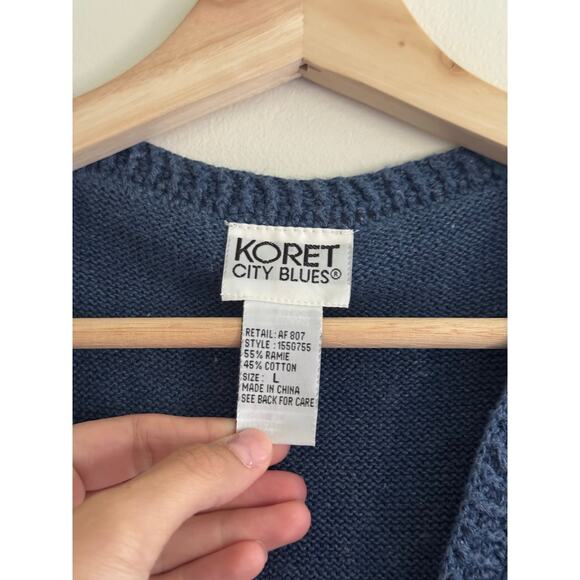 KORET
CITY BLUES®
RETAIL: AF 807
STYLE : 155G755
55% RAMIE
45% COTTON
SIZE : L
MADE IN CHINA
SEE BACK FOR CARE